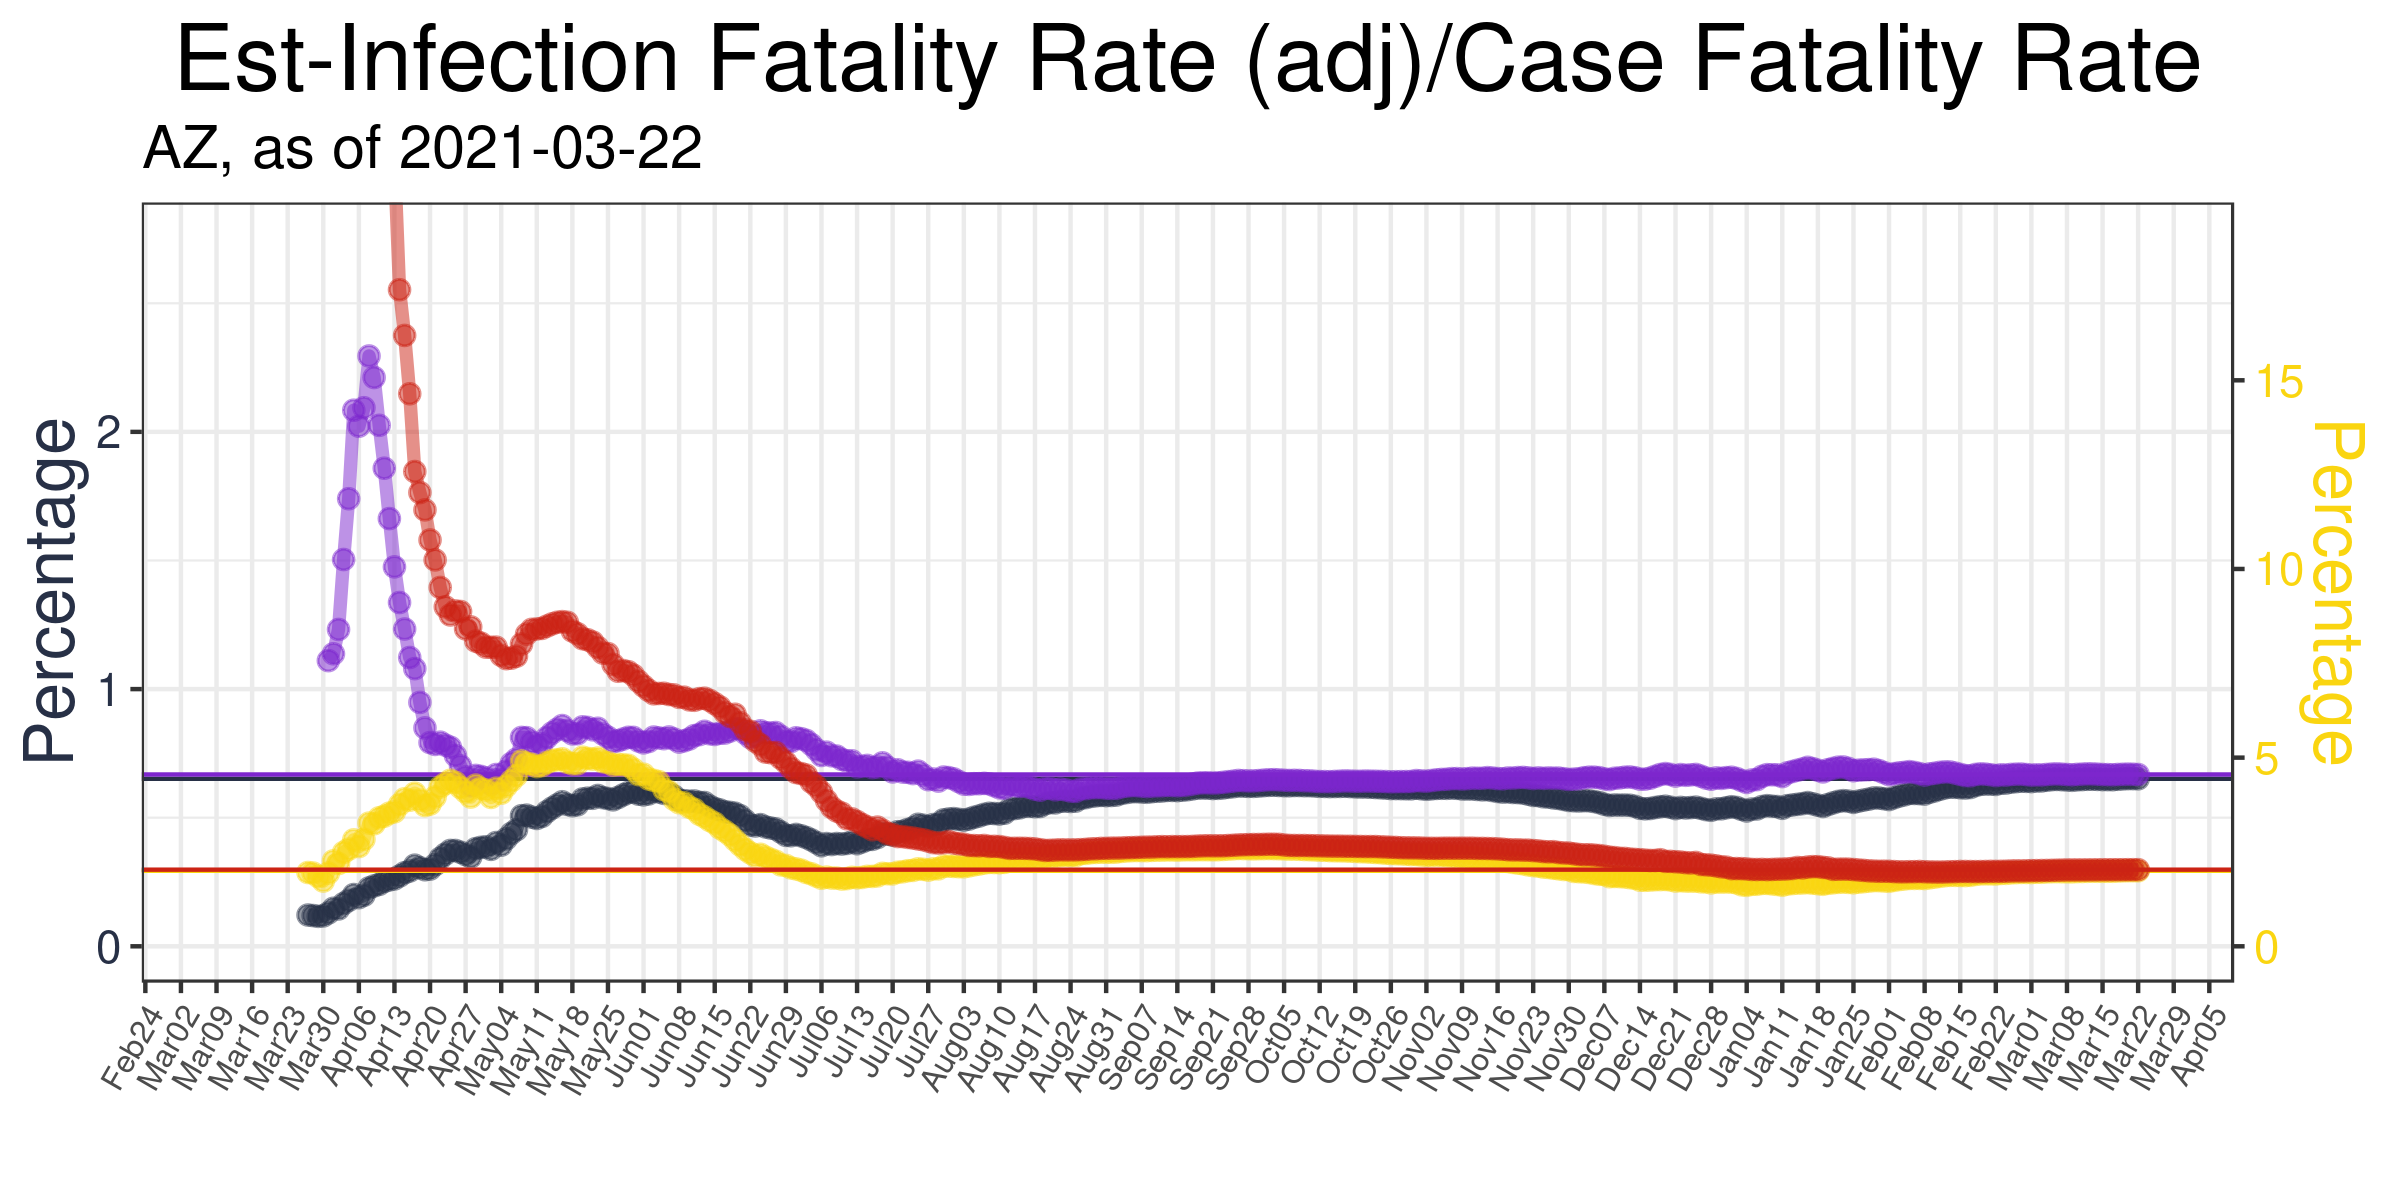 Est-Infection Fatality Rate (adj)/Case Fatality Rate
AZ, as of 2021-03-22
Percentage
2
1
0
15
10
5
0
Percentage
Feb24
Mar02
Mar09
Mar16
Mar23
Mar30
Apr06
Apr13
Apr20
Apr27
May04
May11
May18
May25
Jun01
Jun08
Jun15
Jun22
Jun29
Jul06
Jul13
Jul20
Jul27
Aug03
Aug10
Aug17
Aug24
Aug31
Sep07
Sep14
Sep21
Sep28
Oct05
Oct12
Oct19
Oct26
Nov02
Nov09
Nov16
Nov23
Nov30
Dec07
Dec14
Dec21
Dec28
Jan04
Jan11
Jan18
Jan25
Feb01
Feb08
Feb15
Feb22
Mar01
Mar08
Mar15
Mar22
Mar29
Apr05